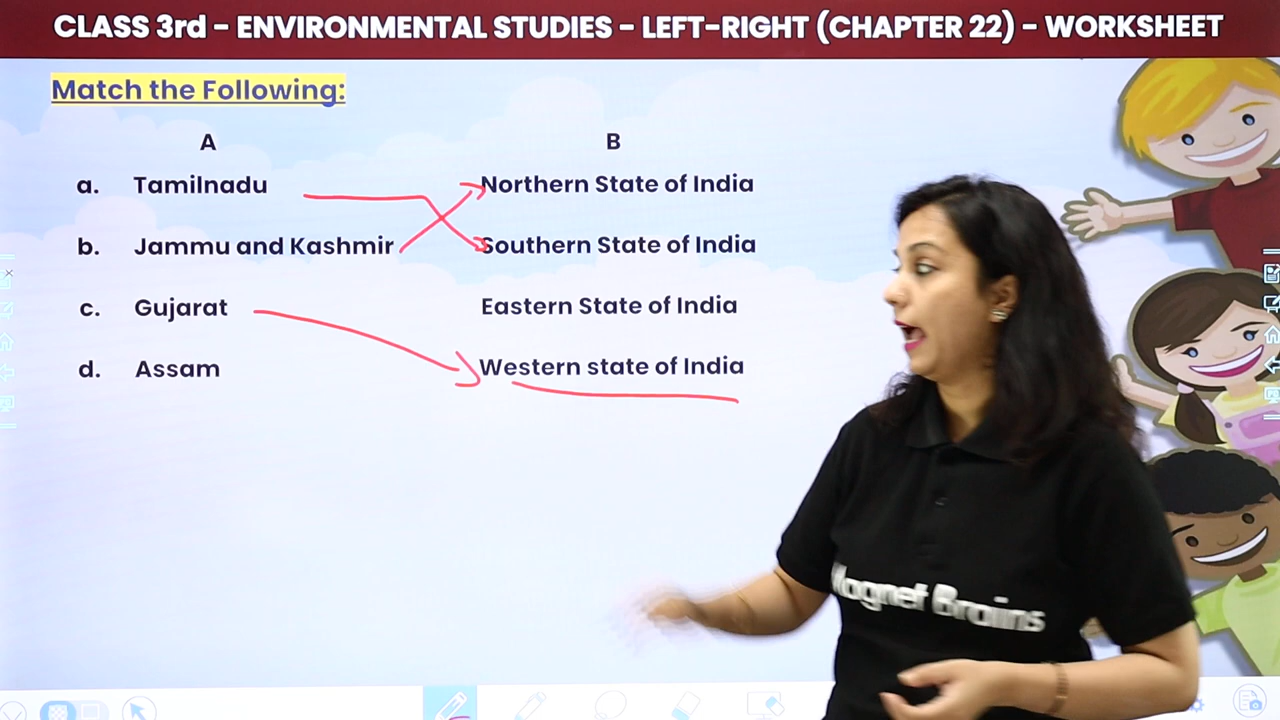 CLASS 3rd - ENVIRONMENTAL STUDIES - LEFT-RIGHT (CHAPTER 22) - WORKSHEET
Match the Following:
A B
a. Tamilnadu Northern State of India
b. Jammu and Kashmir Southern State of India
c. Gujarat Eastern State of India
d. Assam Western state of India
Magnet Brains